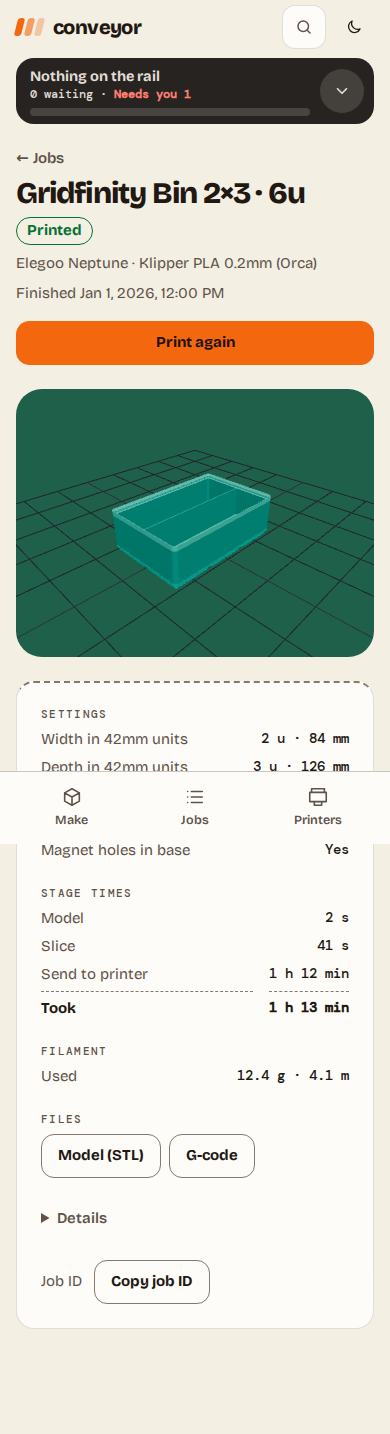 conveyor
Nothing on the rail
0 waiting · Needs you 1
← Jobs
Gridfinity Bin 2×3 · 6u
Printed
Elegoo Neptune · Klipper PLA 0.2mm (Orca)
Finished Jan 1, 2026, 12:00 PM
Print again
SETTINGS
Width in 42mm units 2 u · 84 mm
Depth in 42mm units 3 u · 126 mm
Make Jobs Printers
Magnet holes in base Yes
STAGE TIMES
Model 2 s
Slice 41 s
Send to printer 1 h 12 min
Took 1 h 13 min
FILAMENT
Used 12.4 g · 4.1 m
FILES
Model (STL) G-code
Details
Job ID Copy job ID